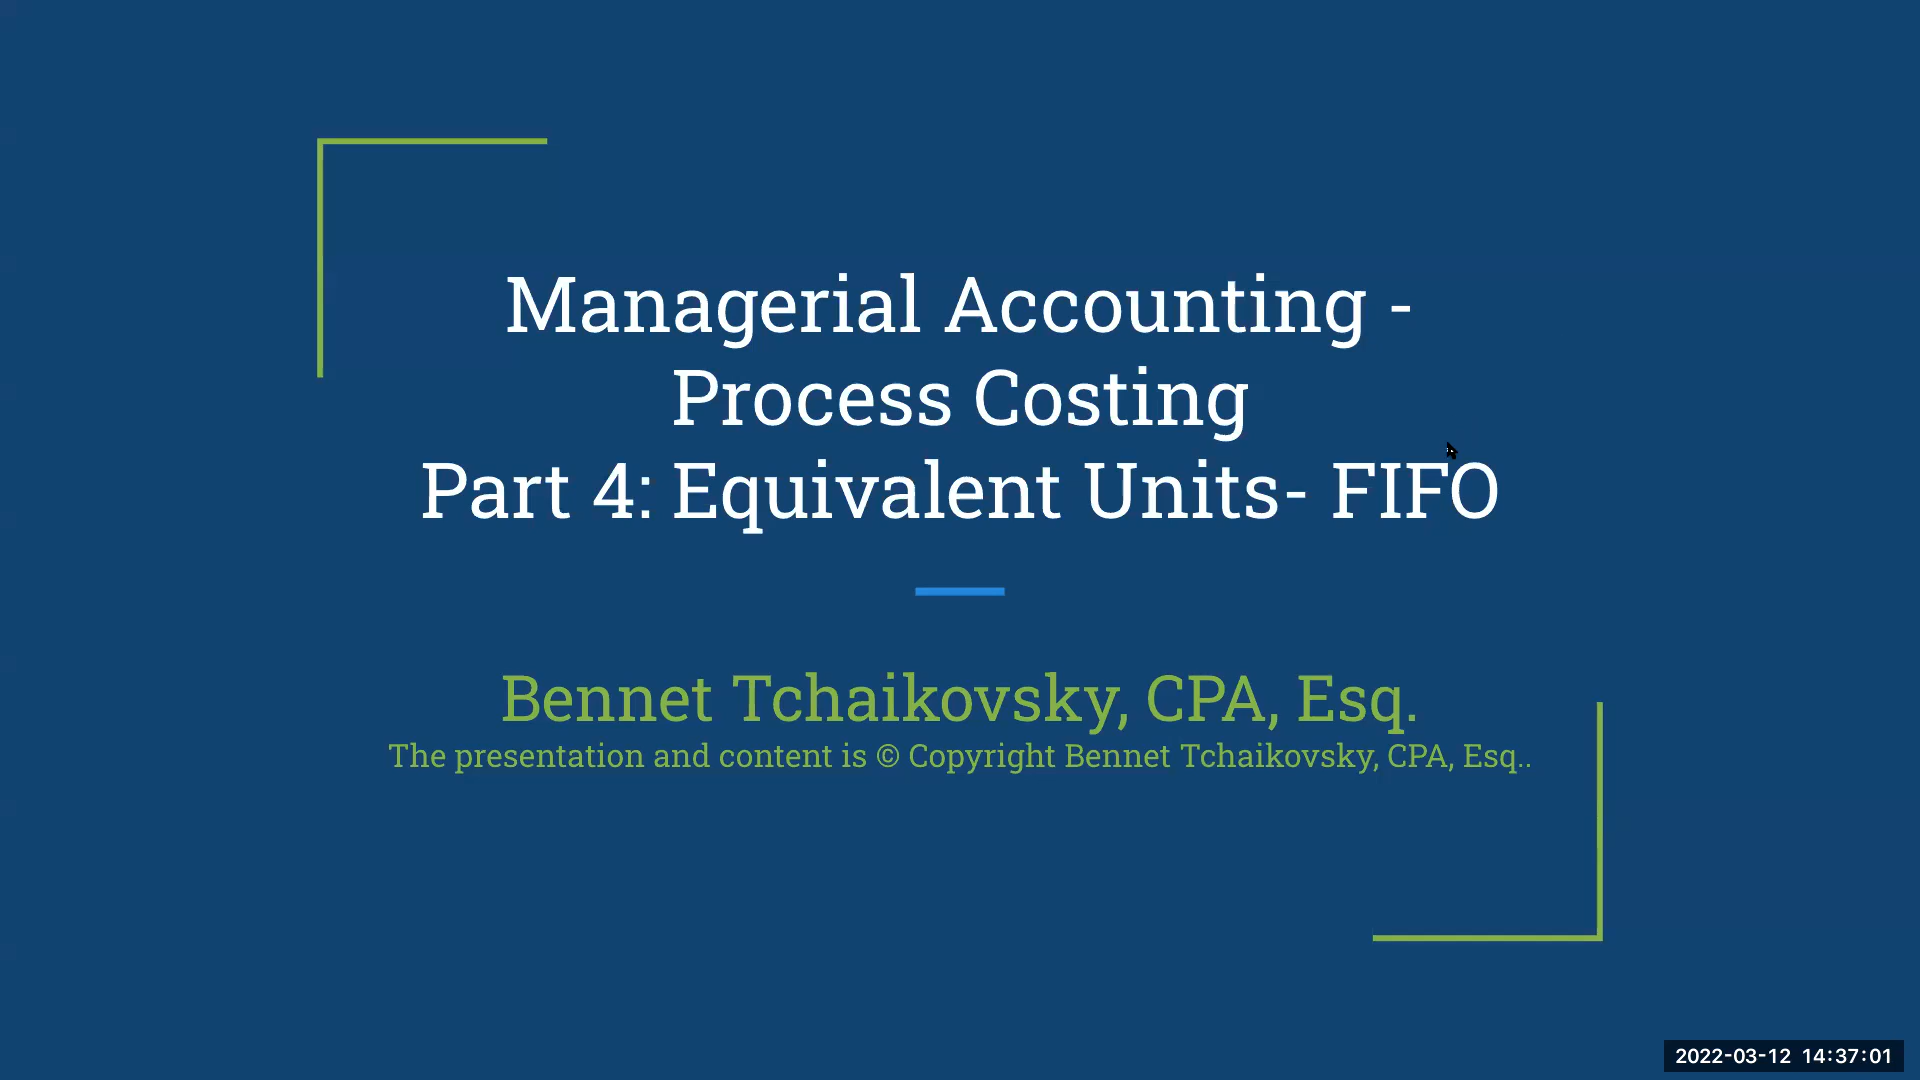 Managerial Accounting -
Process Costing
Part 4: Equivalent Units- FIFO
Bennet Tchaikovsky, CPA, Esq.
The presentation and content is © Copyright Bennet Tchaikovsky, CPA, Esq..
2022-03-12 14:37:01